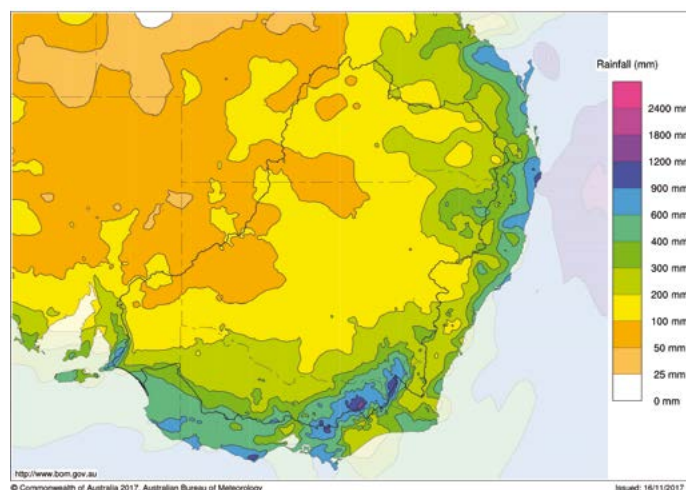 Rainfall (mm)
2400 mm
1800 mm
1200 mm
900 mm
600 mm
400 mm
300 mm
200 mm
100 mm
50 mm
25 mm
0 mm
http://www.bom.gov.au
© Commonwealth of Australia 2017, Australian Bureau of Meteorology
Issued: 16/11/2017